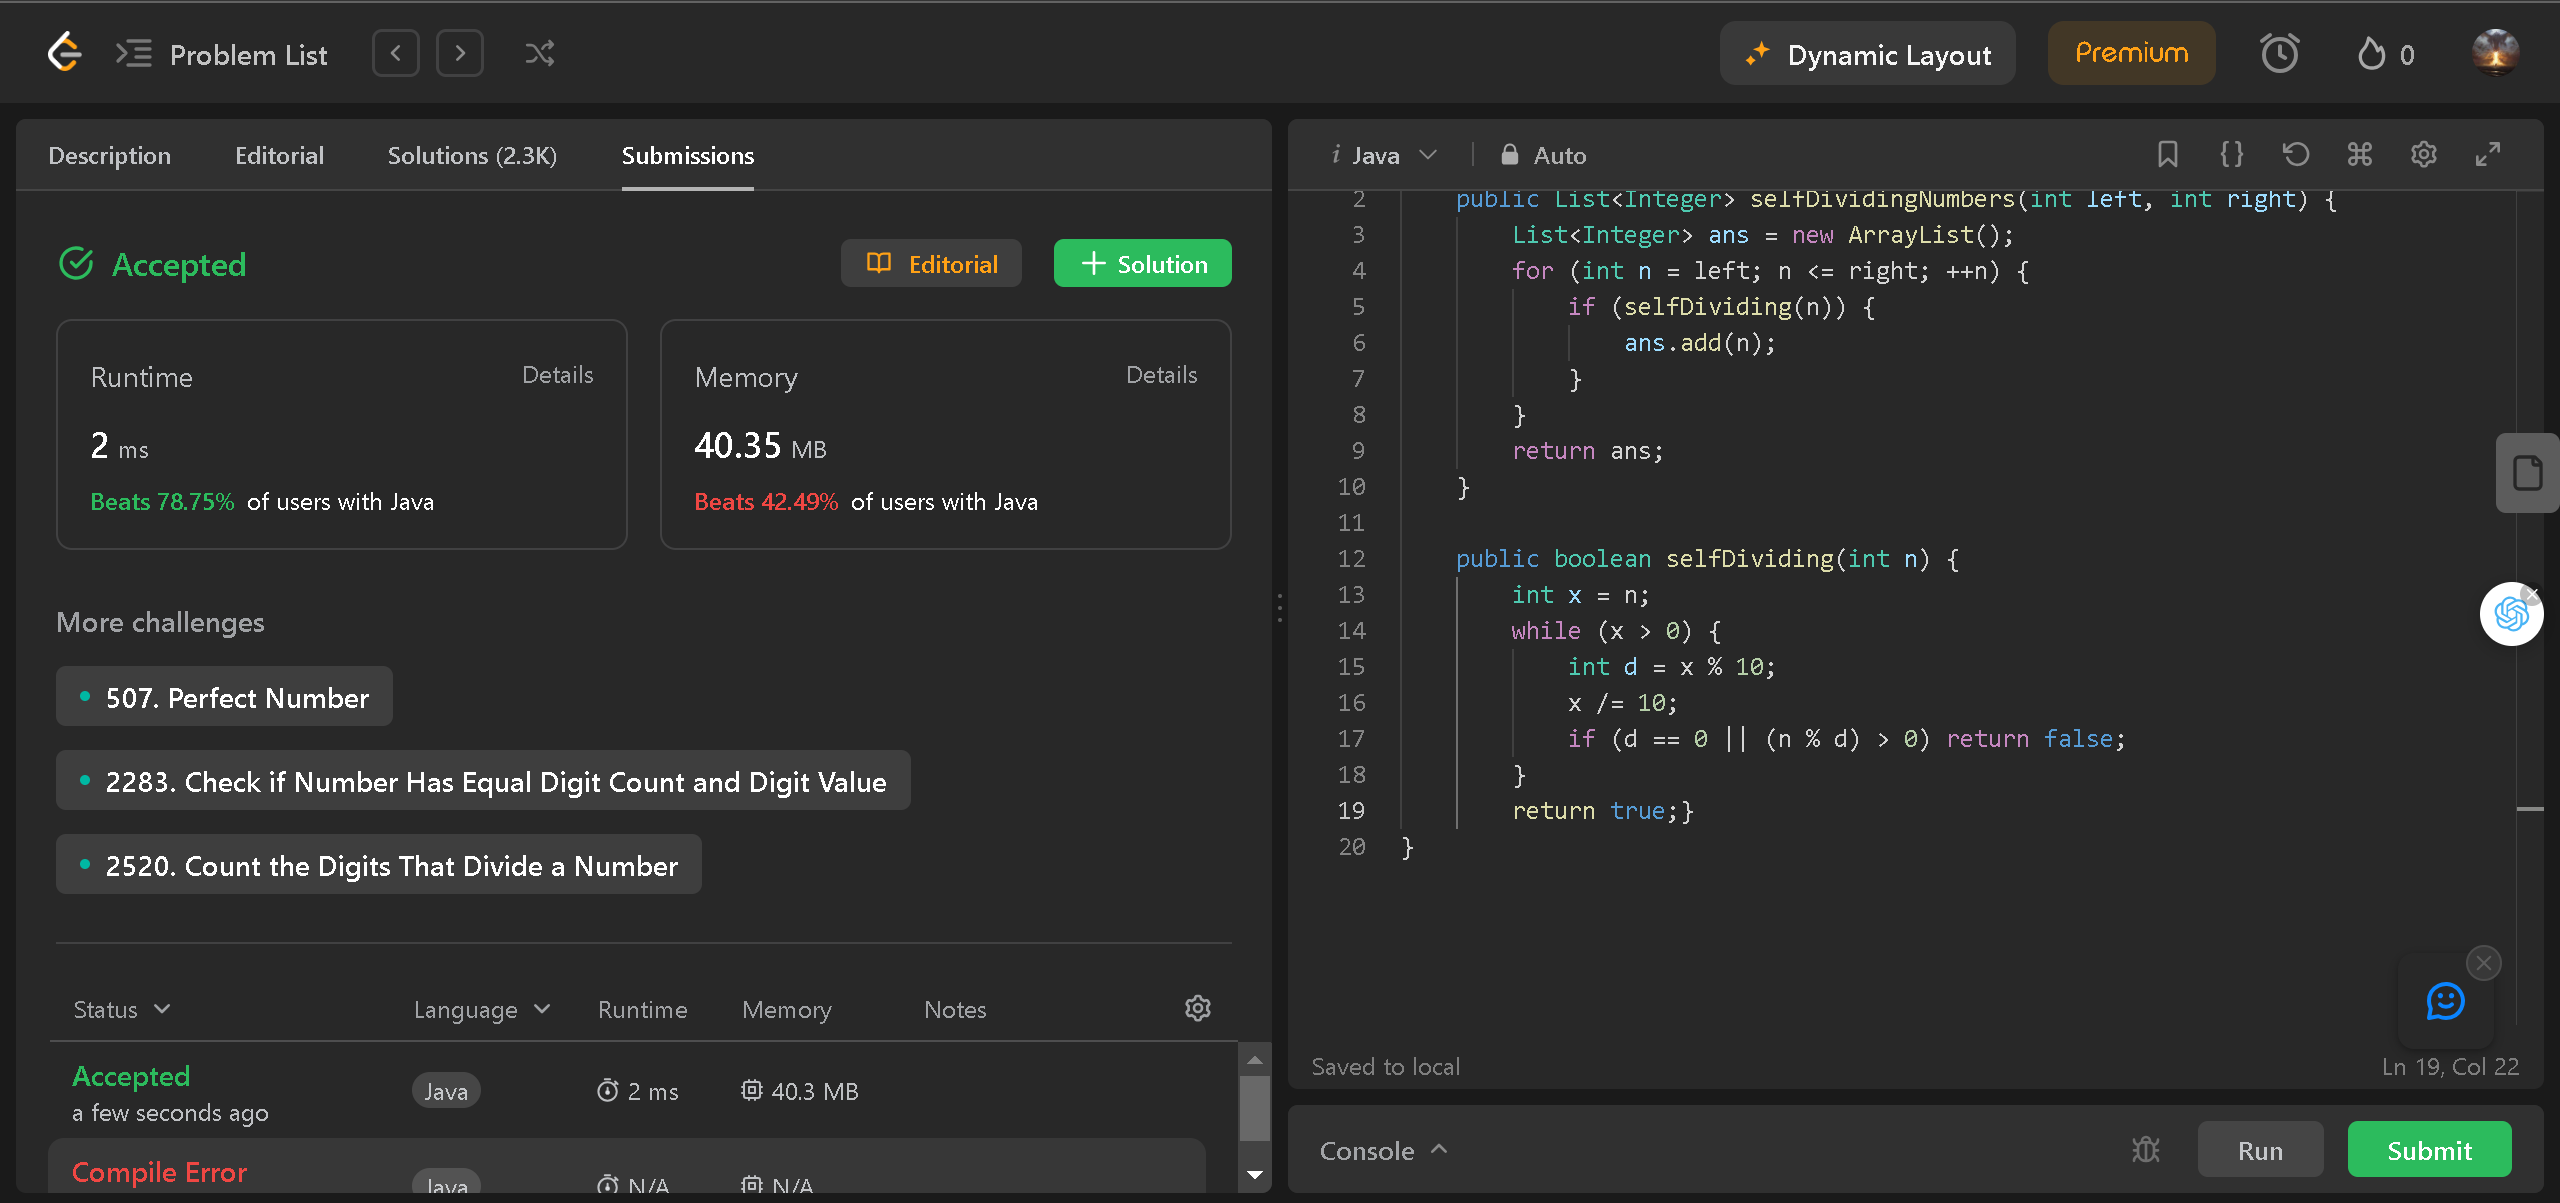 Problem List
Dynamic Layout
Premium
0
Description
Editorial
Solutions (2.3K)
Submissions
Accepted
Editorial
Solution
Runtime
Details
2 ms
Beats 78.75% of users with Java
Memory
Details
40.35 MB
Beats 42.49% of users with Java
More challenges
507. Perfect Number
2283. Check if Number Has Equal Digit Count and Digit Value
2520. Count the Digits That Divide a Number
Status
Language
Runtime
Memory
Notes
Accepted
a few seconds ago
Java
2 ms
40.3 MB
Compile Error
Java
N/A
N/A
i Java
Auto
2 public List<Integer> selfDividingNumbers(int left, int right) {
3 List<Integer> ans = new ArrayList();
4 for (int n = left; n <= right; ++n) {
5 if (selfDividing(n)) {
6 ans.add(n);
7 }
8 }
9 return ans;
10 }
11
12 public boolean selfDividing(int n) {
13 int x = n;
14 while (x > 0) {
15 int d = x % 10;
16 x /= 10;
17 if (d == 0 || (n % d) > 0) return false;
18 }
19 return true;}
20 }
Saved to local
Ln 19, Col 22
Console
Run
Submit